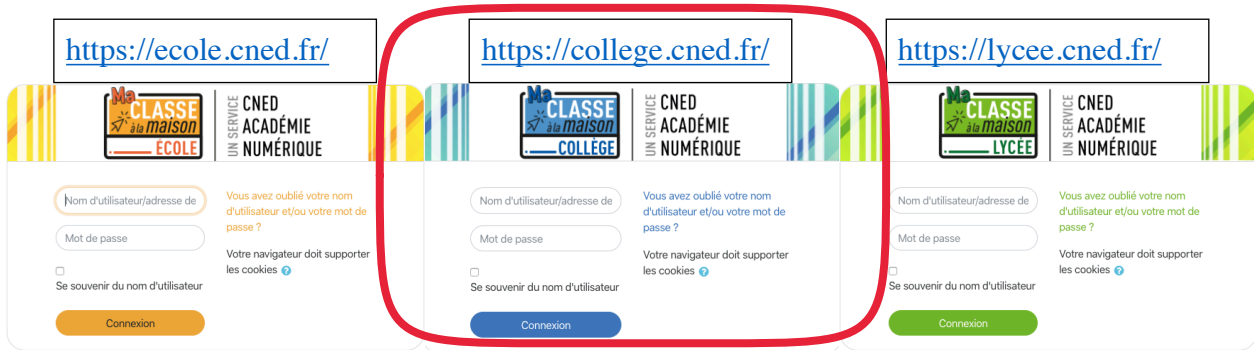 https://ecole.cned.fr/
Ma
CLASSE
à la maison
ÉCOLE
UN SERVICE
CNED
ACADÉMIE
NUMÉRIQUE
Nom d'utilisateur/adresse de
Mot de passe
Se souvenir du nom d'utilisateur
Connexion
Vous avez oublié votre nom
d'utilisateur et/ou votre mot de
passe ?
Votre navigateur doit supporter
les cookies ?
https://college.cned.fr/
Ma
CLASSE
à la maison
COLLÈGE
UN SERVICE
CNED
ACADÉMIE
NUMÉRIQUE
Nom d'utilisateur/adresse de
Mot de passe
Se souvenir du nom d'utilisateur
Connexion
Vous avez oublié votre nom
d'utilisateur et/ou votre mot de
passe ?
Votre navigateur doit supporter
les cookies ?
https://lycee.cned.fr/
Ma
CLASSE
à la maison
LYCÉE
UN SERVICE
CNED
ACADÉMIE
NUMÉRIQUE
Nom d'utilisateur/adresse de
Mot de passe
Se souvenir du nom d'utilisateur
Connexion
Vous avez oublié votre nom
d'utilisateur et/ou votre mot de
passe ?
Votre navigateur doit supporter
les cookies ?